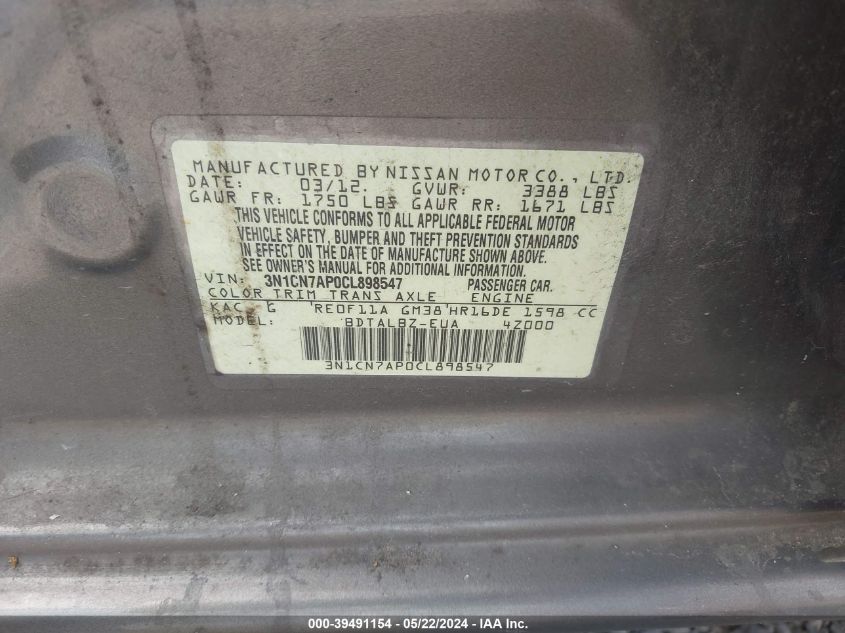 MANUFACTURED BY NISSAN MOTOR CO., LTD.
DATE: 03/12. GVWR: 3388 LBS
GAWR FR: 1750 LBS GAWR RR: 1671 LBS
THIS VEHICLE CONFORMS TO ALL APPLICABLE FEDERAL MOTOR
VEHICLE SAFETY, BUMPER AND THEFT PREVENTION STANDARDS
IN EFFECT ON THE DATE OF MANUFACTURE SHOWN ABOVE.
SEE OWNER'S MANUAL FOR ADDITIONAL INFORMATION.
VIN: 3N1CN7AP0CL898547 PASSENGER CAR.
COLOR TRIM TRANS AXLE ENGINE
KAC G RE0F11A GM38 HR16DE 1598 CC
MODEL: BDTALBZ-EUA 4Z000
3N1CN7AP0CL898547
000-39491154 - 05/22/2024 - IAA Inc.